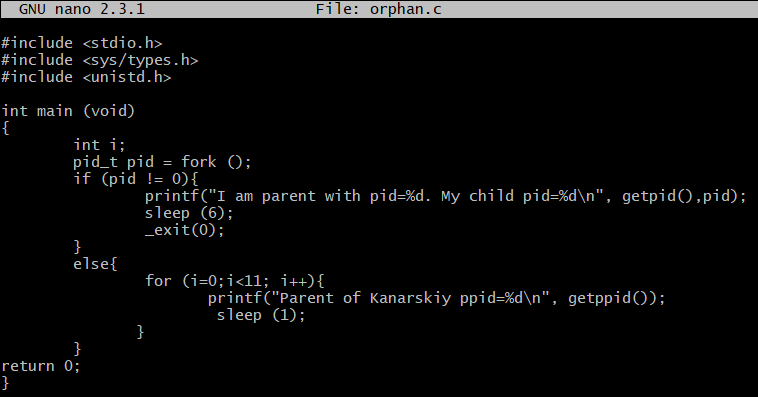 GNU nano 2.3.1 File: orphan.c
#include <stdio.h>
#include <sys/types.h>
#include <unistd.h>
int main (void)
{
int i;
pid_t pid = fork ();
if (pid != 0){
printf("I am parent with pid=%d. My child pid=%d\n", getpid(),pid);
sleep (6);
_exit(0);
}
else{
for (i=0;i<11; i++){
printf("Parent of Kanarskiy ppid=%d\n", getppid());
sleep (1);
}
}
return 0;
}